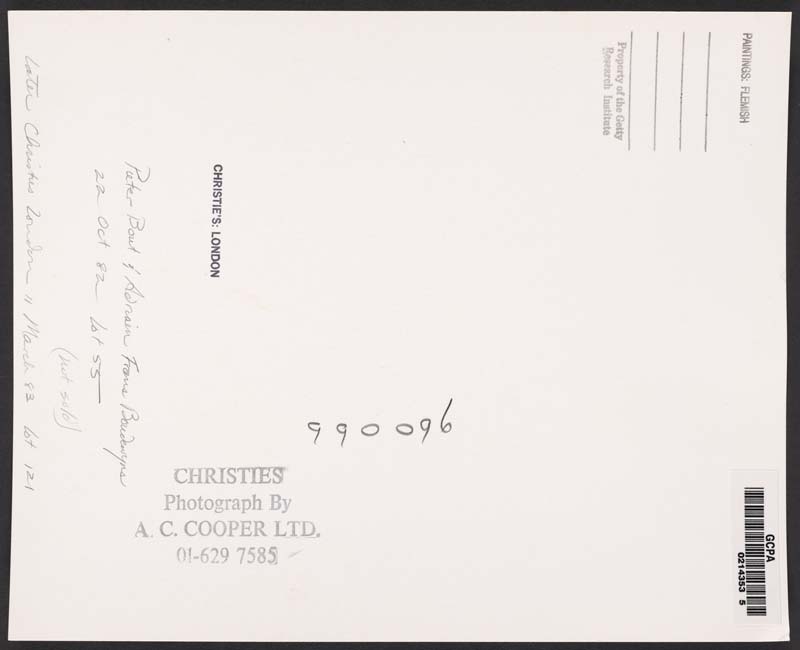 PAINTINGS: FLEMISH
Property of the Getty
Research Institute
CHRISTIE'S: LONDON
Pieter Bout & Adriaen Frans Boudewyns
22 Oct 82 lot 55
(not sold)
Later Christies London 11 March 83 lot 121
990096
CHRISTIES
Photograph By
A. C. COOPER LTD.
01-629 7585
GCPA
0214353 5